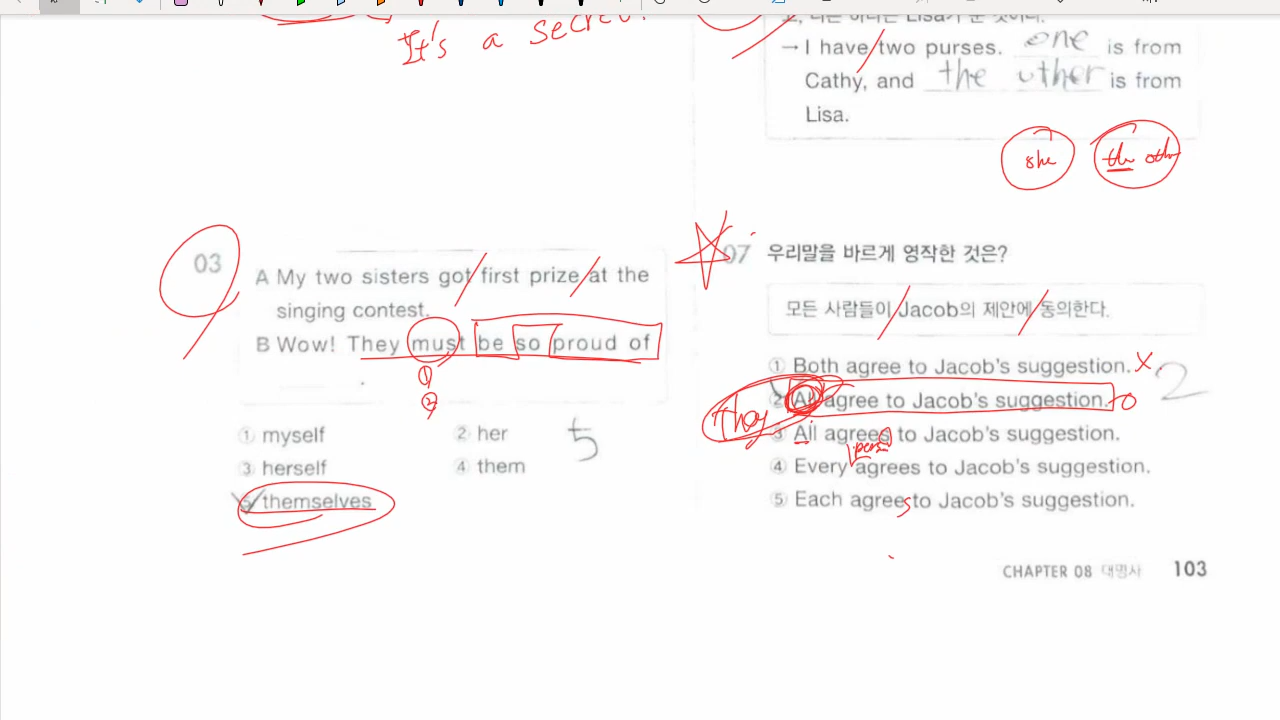 It's a secret!
→ I have two purses. one is from
Cathy, and the other is from
Lisa.
she the oth
03
A My two sisters got first prize at the
singing contest.
B Wow! They must be so proud of
①
②
① myself ② her
③ herself ④ them
⑤ themselves
5
07 우리말을 바르게 영작한 것은?
모든 사람들이 Jacob의 제안에 동의한다.
① Both agree to Jacob's suggestion. X
② All agree to Jacob's suggestion. O
they
2
③ All agrees to Jacob's suggestion.
person
④ Every agrees to Jacob's suggestion.
⑤ Each agree s to Jacob's suggestion.
CHAPTER 08 대명사 103